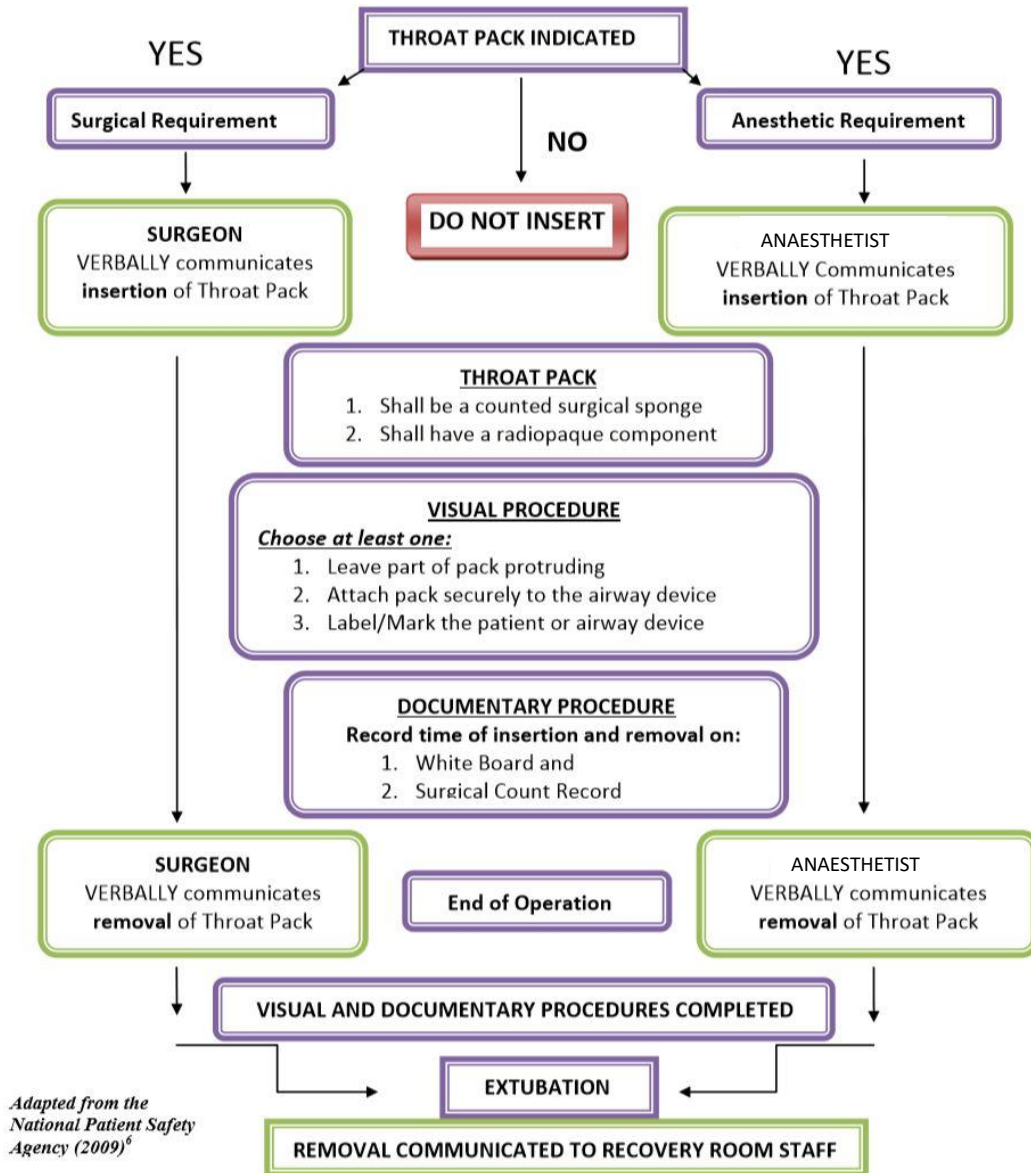 THROAT PACK INDICATED
YES
YES
Surgical Requirement
Anesthetic Requirement
NO
DO NOT INSERT
SURGEON
VERBALLY communicates
insertion of Throat Pack
ANAESTHETIST
VERBALLY Communicates
insertion of Throat Pack
THROAT PACK
1. Shall be a counted surgical sponge
2. Shall have a radiopaque component
VISUAL PROCEDURE
Choose at least one:
1. Leave part of pack protruding
2. Attach pack securely to the airway device
3. Label/Mark the patient or airway device
DOCUMENTARY PROCEDURE
Record time of insertion and removal on:
1. White Board and
2. Surgical Count Record
SURGEON
VERBALLY communicates
removal of Throat Pack
End of Operation
ANAESTHETIST
VERBALLY communicates
removal of Throat Pack
VISUAL AND DOCUMENTARY PROCEDURES COMPLETED
EXTUBATION
REMOVAL COMMUNICATED TO RECOVERY ROOM STAFF
Adapted from the
National Patient Safety
Agency (2009)6